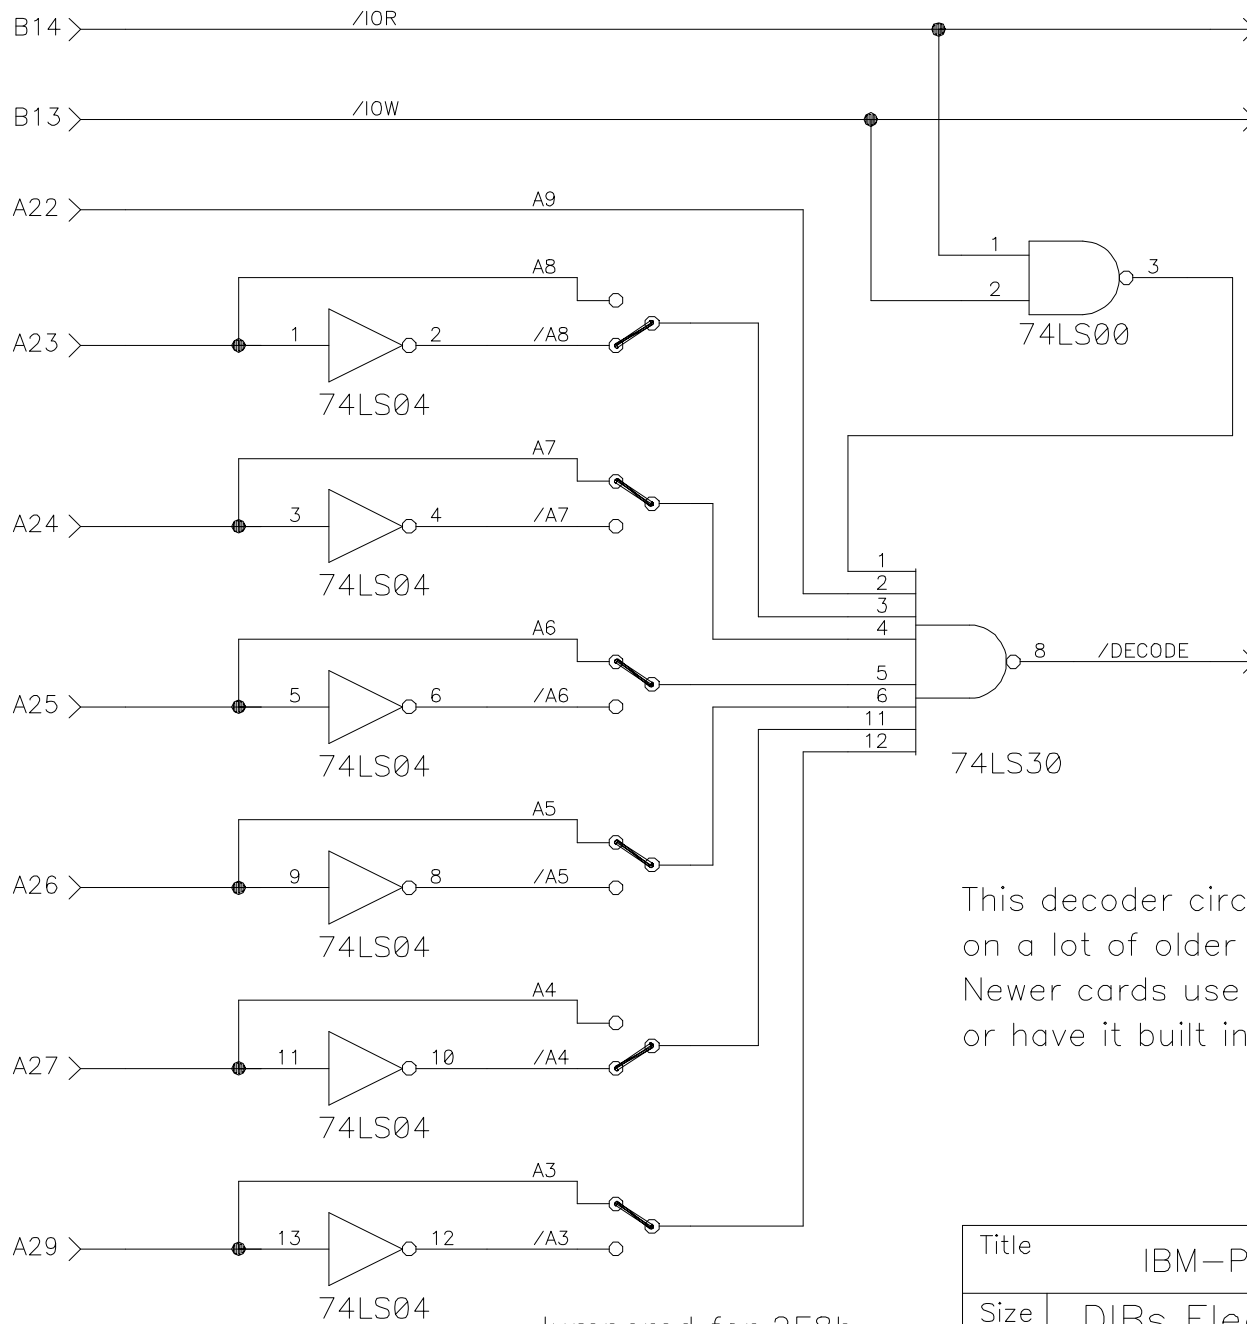 B14
/IOR
B13
/IOW
A22
A9
A8
A23
1
2
/A8
74LS04
1
2
3
74LS00
A7
A24
3
4
/A7
74LS04
1
2
3
4
5
6
11
12
8
/DECODE
74LS30
A6
A25
5
6
/A6
74LS04
A5
A26
9
8
/A5
74LS04
This decoder circ
on a lot of older
Newer cards use
or have it built in
A4
A27
11
10
/A4
74LS04
A3
A29
13
12
/A3
74LS04
Title
IBM-P
Size